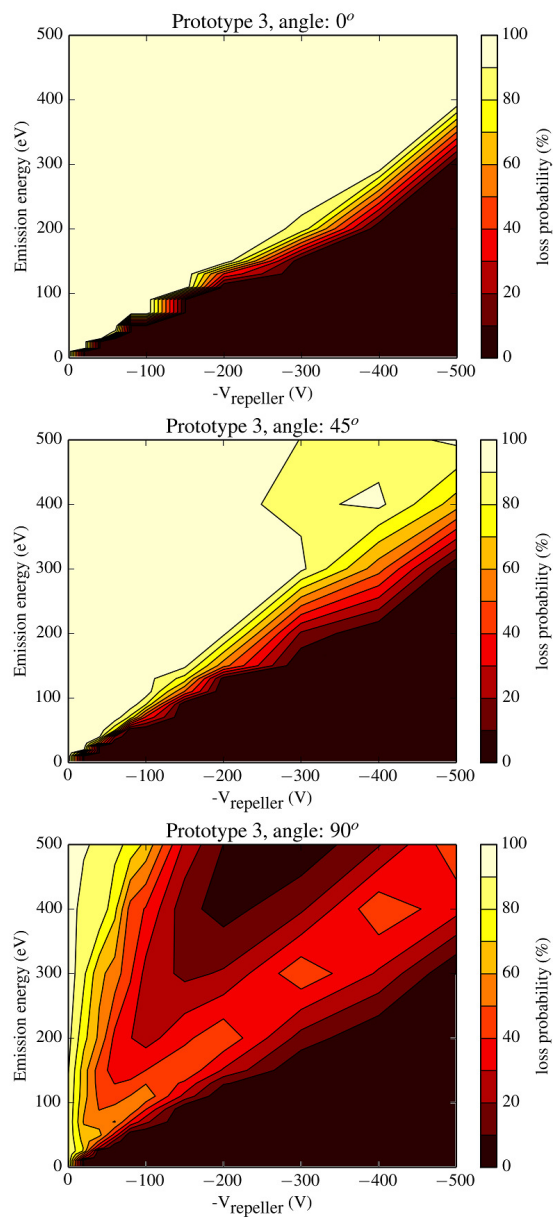 Prototype 3, angle: 0°
500
400
300
200
100
0
Emission energy (eV)
0 −100 −200 −300 −400 −500
-V_repeller (V)
100
80
60
40
20
0
loss probability (%)
Prototype 3, angle: 45°
500
400
300
200
100
0
Emission energy (eV)
0 −100 −200 −300 −400 −500
-V_repeller (V)
100
80
60
40
20
0
loss probability (%)
Prototype 3, angle: 90°
500
400
300
200
100
0
Emission energy (eV)
0 −100 −200 −300 −400 −500
-V_repeller (V)
100
80
60
40
20
0
loss probability (%)